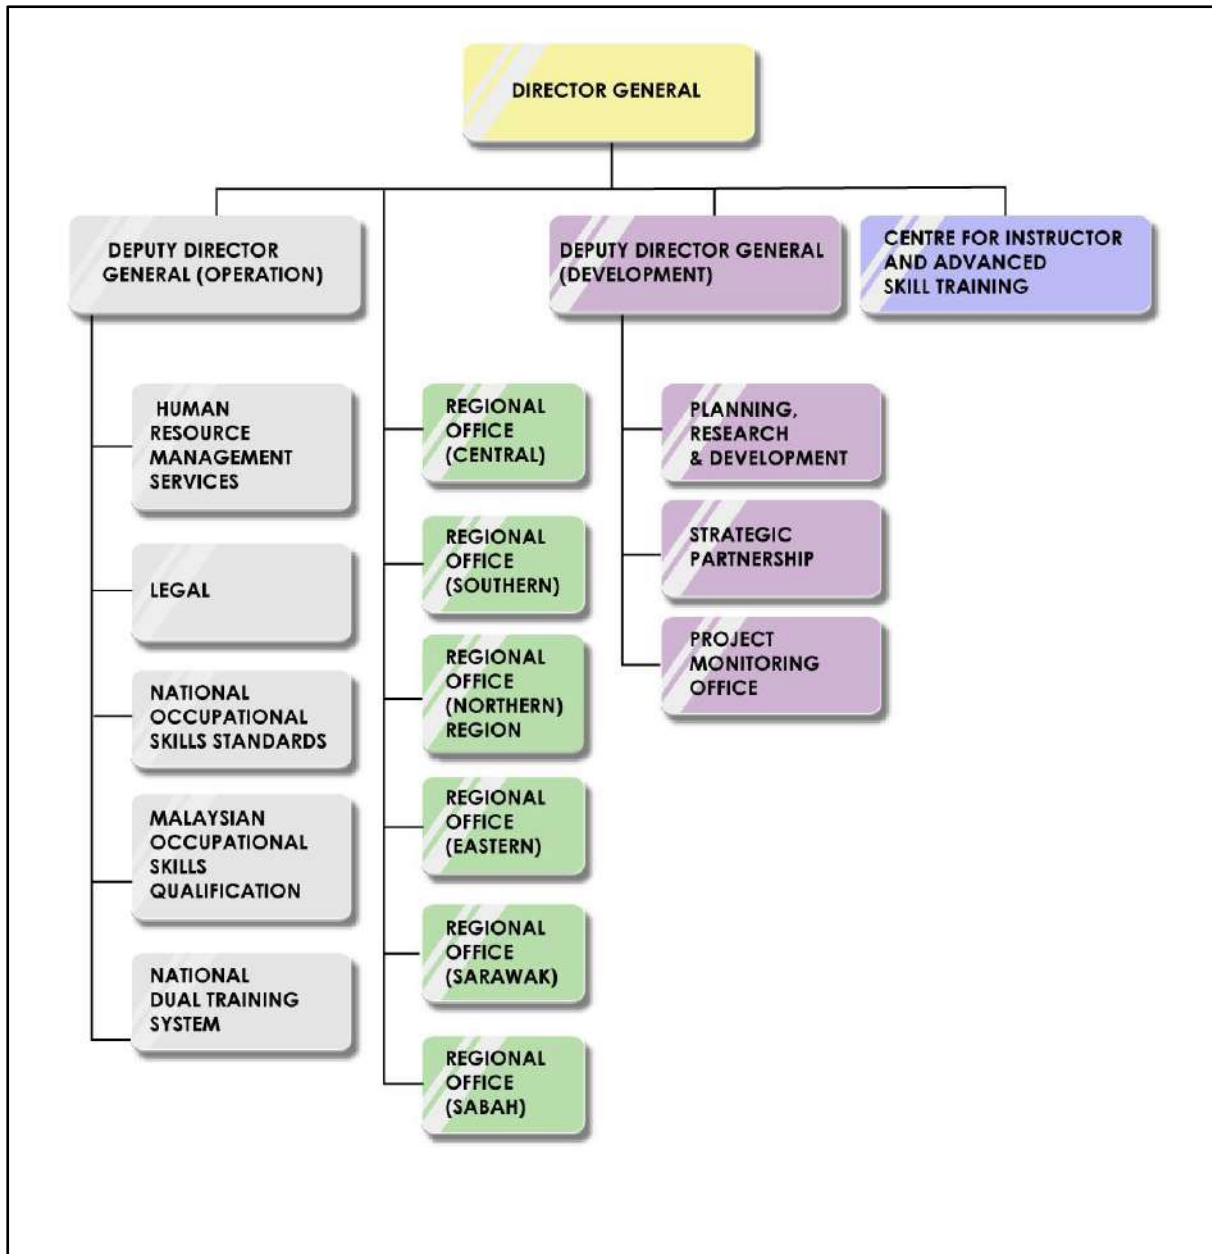 DIRECTOR GENERAL
DEPUTY DIRECTOR
GENERAL (OPERATION)
DEPUTY DIRECTOR GENERAL
(DEVELOPMENT)
CENTRE FOR INSTRUCTOR
AND ADVANCED
SKILL TRAINING
HUMAN
RESOURCE
MANAGEMENT
SERVICES
LEGAL
NATIONAL
OCCUPATIONAL
SKILLS STANDARDS
MALAYSIAN
OCCUPATIONAL
SKILLS
QUALIFICATION
NATIONAL
DUAL TRAINING
SYSTEM
REGIONAL
OFFICE
(CENTRAL)
REGIONAL
OFFICE
(SOUTHERN)
REGIONAL
OFFICE
(NORTHERN)
REGION
REGIONAL
OFFICE
(EASTERN)
REGIONAL
OFFICE
(SARAWAK)
REGIONAL
OFFICE
(SABAH)
PLANNING,
RESEARCH
& DEVELOPMENT
STRATEGIC
PARTNERSHIP
PROJECT
MONITORING
OFFICE